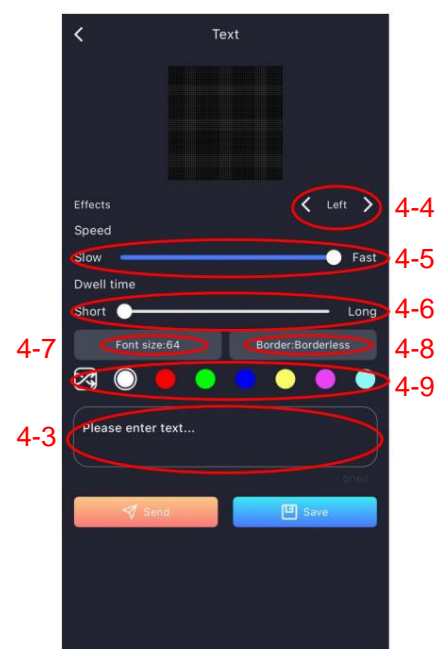 Text
Effects Left 4-4
Speed
Slow Fast 4-5
Dwell time
Short Long 4-6
4-7 Font size:64 Border:Borderless 4-8
4-9
4-3 Please enter text...
0/160
Send Save